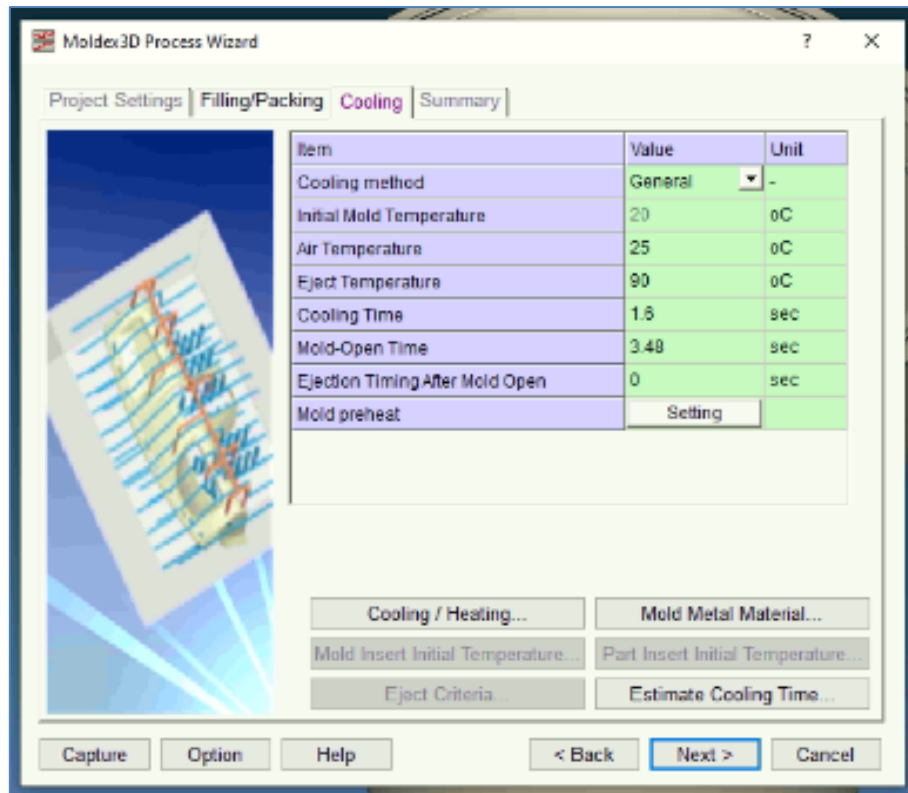 Moldex3D Process Wizard ? X
Project Settings Filling/Packing Cooling Summary
Item Value Unit
Cooling method General -
Initial Mold Temperature 20 oC
Air Temperature 25 oC
Eject Temperature 90 oC
Cooling Time 1.6 sec
Mold-Open Time 3.48 sec
Ejection Timing After Mold Open 0 sec
Mold preheat Setting
Cooling / Heating... Mold Metal Material...
Mold Insert Initial Temperature... Part Insert Initial Temperature...
Eject Criteria... Estimate Cooling Time...
Capture Option Help < Back Next > Cancel